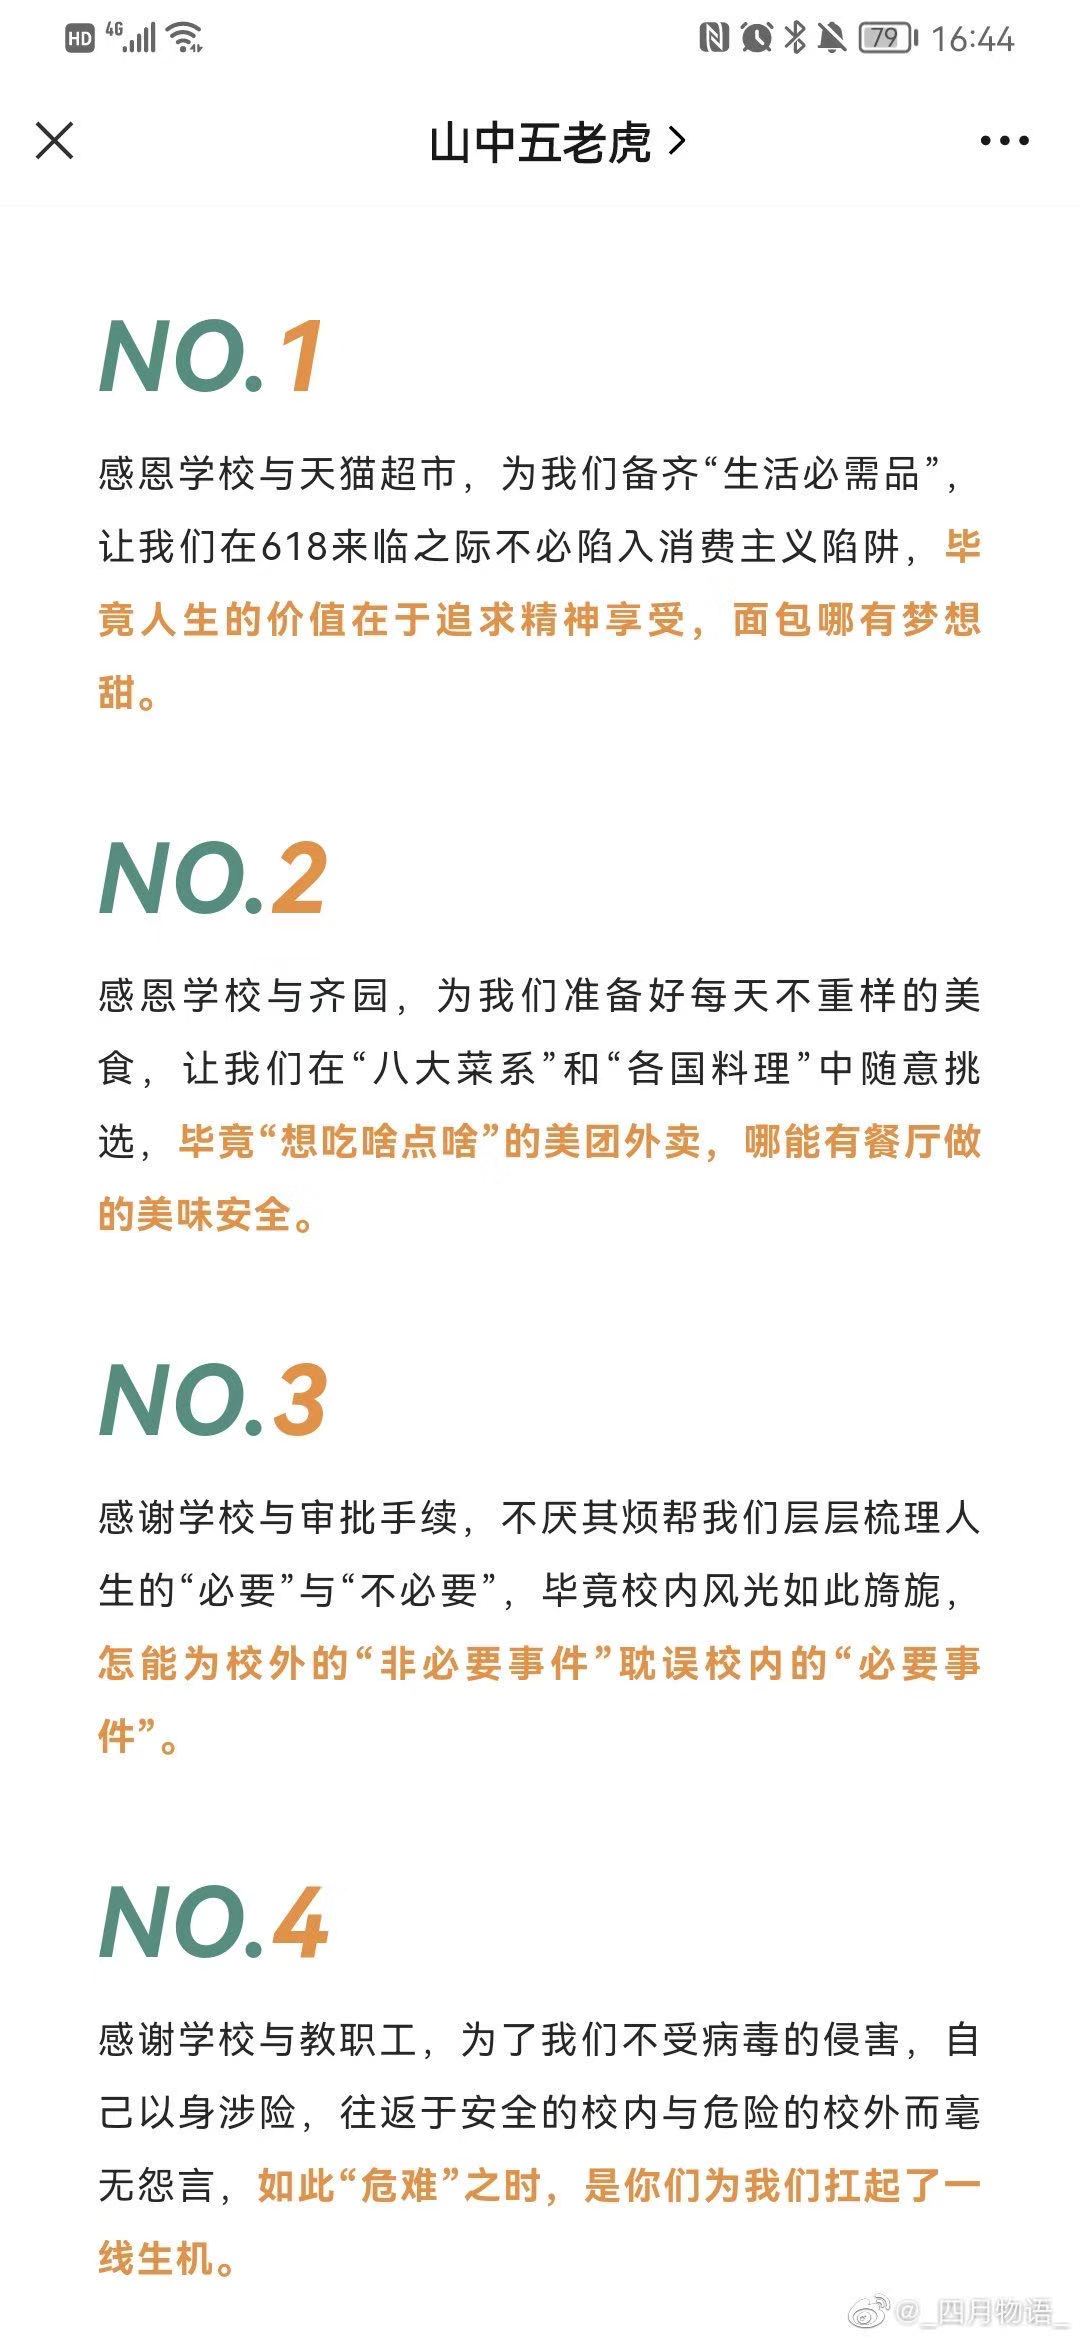 HD 4G 79 16:44
山中五老虎
NO.1
感恩学校与天猫超市，为我们备齐“生活必需品”，
让我们在618来临之际不必陷入消费主义陷阱，毕
竟人生的价值在于追求精神享受，面包哪有梦想
甜。
NO.2
感恩学校与齐园，为我们准备好每天不重样的美
食，让我们在“八大菜系”和“各国料理”中随意挑
选，毕竟“想吃啥点啥”的美团外卖，哪能有餐厅做
的美味安全。
NO.3
感谢学校与审批手续，不厌其烦帮我们层层梳理人
生的“必要”与“不必要”，毕竟校内风光如此旖旎，
怎能为校外的“非必要事件”耽误校内的“必要事
件”。
NO.4
感谢学校与教职工，为了我们不受病毒的侵害，自
己以身涉险，往返于安全的校内与危险的校外而毫
无怨言，如此“危难”之时，是你们为我们扛起了一
线生机。
@_四月物语_